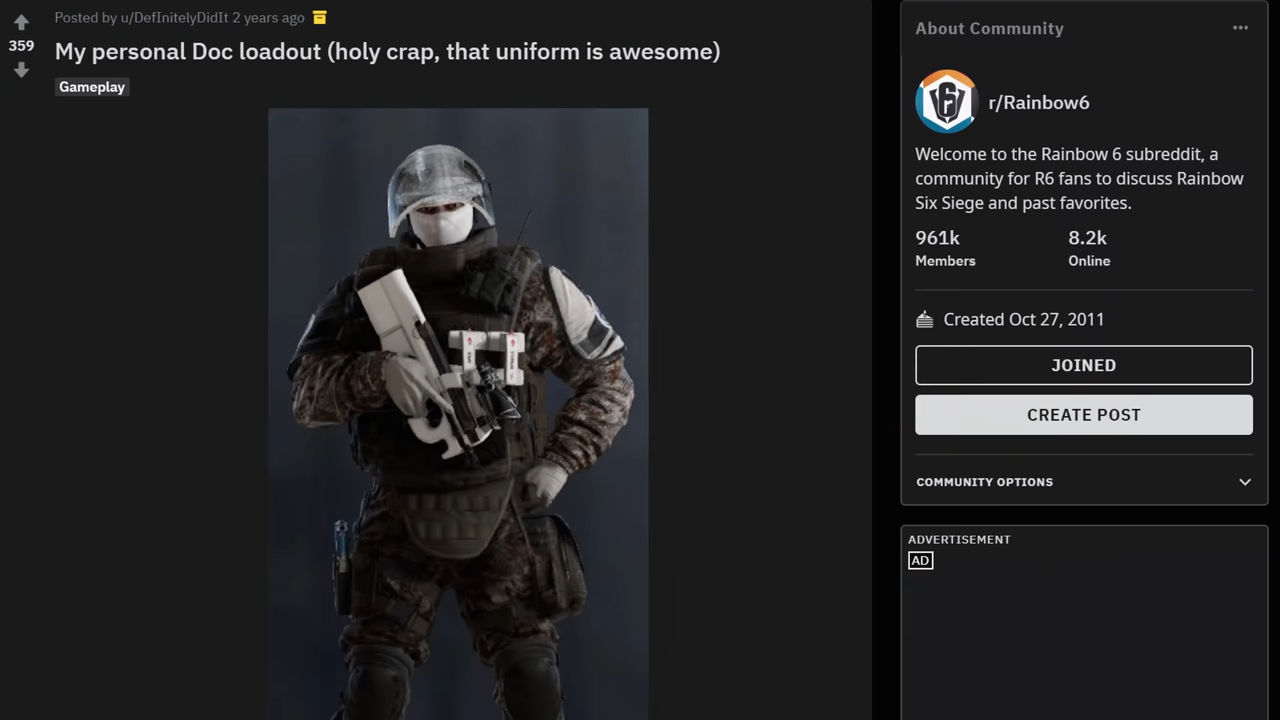 Posted by u/DefInitelyDidIt 2 years ago
359
My personal Doc loadout (holy crap, that uniform is awesome)
Gameplay
About Community
r/Rainbow6
Welcome to the Rainbow 6 subreddit, a
community for R6 fans to discuss Rainbow
Six Siege and past favorites.
961k
8.2k
Members
Online
Created Oct 27, 2011
JOINED
CREATE POST
COMMUNITY OPTIONS
ADVERTISEMENT
AD